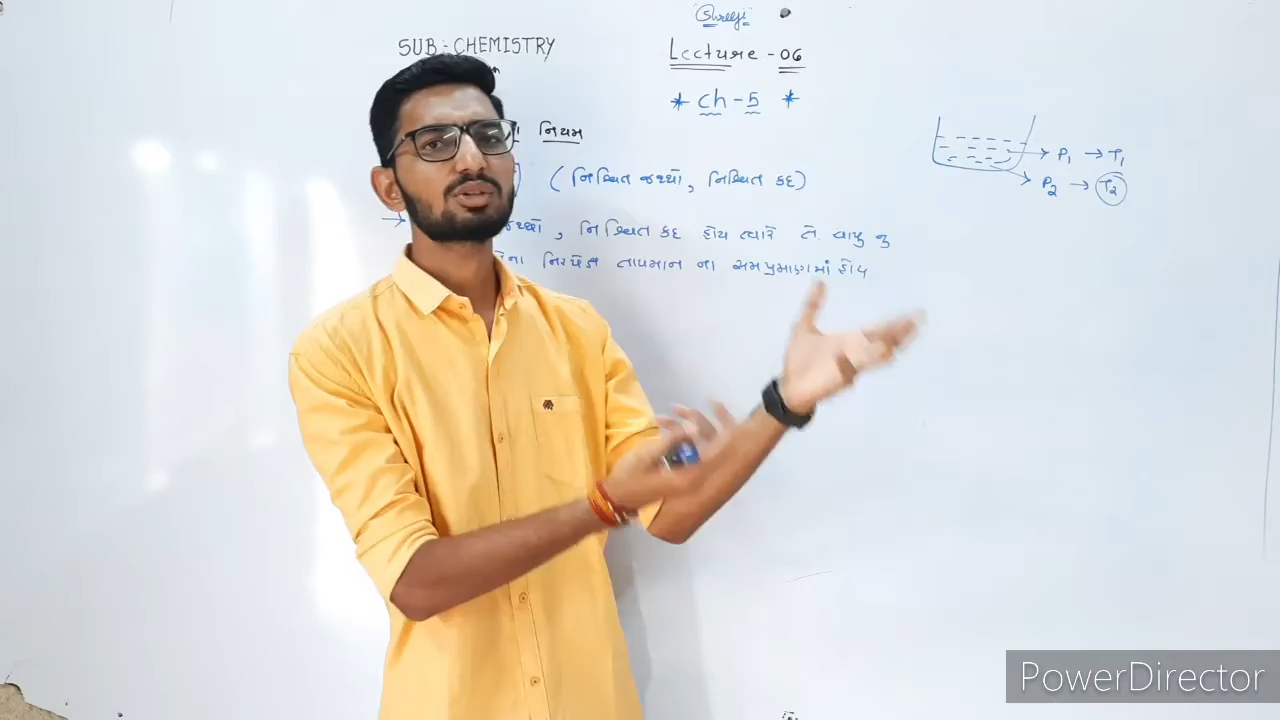 Shreeji
SUB:- CHEMISTRY
Lecture - 06
* ch - 5 *
નિયમ
(નિશ્ચિત જથ્થો, નિશ્ચિત કદ)
જથ્થો, નિશ્ચિત કદ હોય ત્યારે તે વાયુ નુ
નિરપેક્ષ તાપમાન ના સમપ્રમાણમાં હોય
P₁ → T₁
P₂ → T₂
PowerDirector